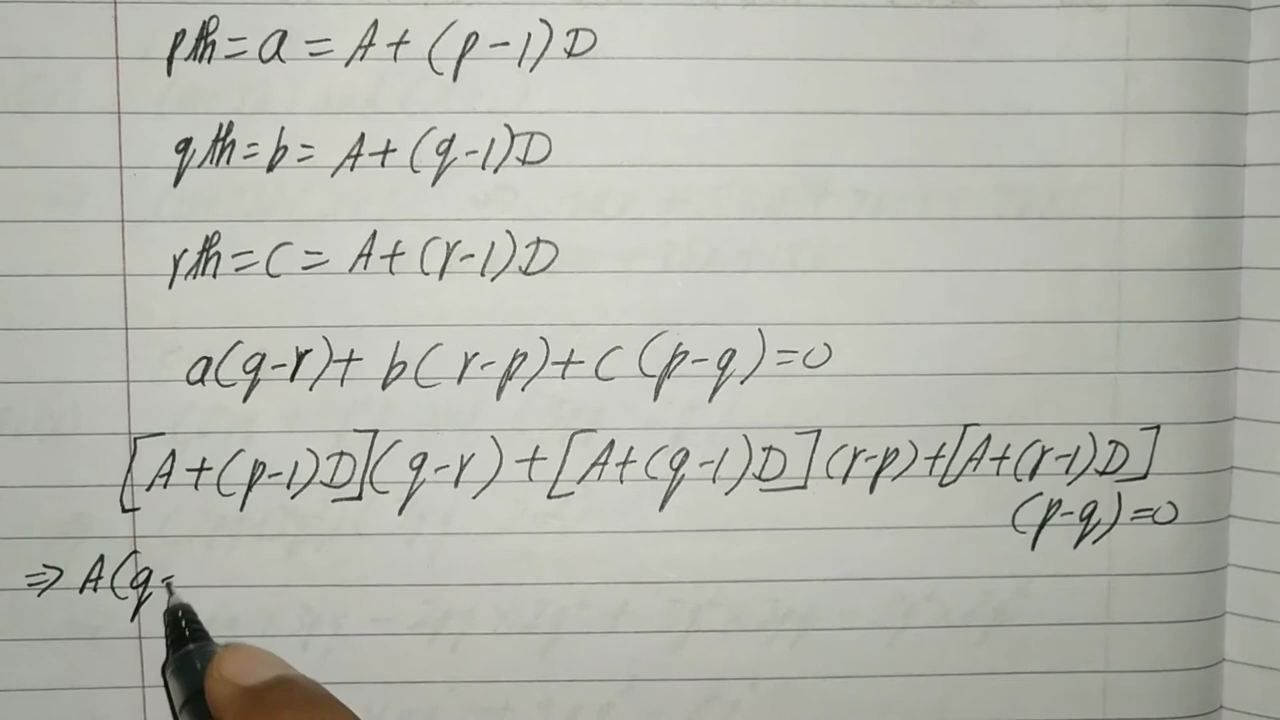 pth = a = A + (p-1)D
qth = b = A + (q-1)D
rth = c = A + (r-1)D
a(q-r) + b(r-p) + c(p-q) = 0
[A+(p-1)D](q-r) + [A+(q-1)D](r-p) + [A+(r-1)D]
(p-q) = 0
⇒ A(q-